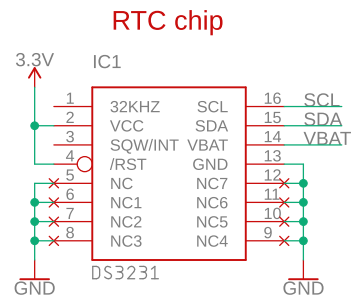 RTC chip
3.3V
IC1
1 32KHZ SCL 16 SCL
2 VCC SDA 15 SDA
3 SQW/INT VBAT 14 VBAT
4 /RST GND 13
5 NC NC7 12
6 NC1 NC6 11
7 NC2 NC5 10
8 NC3 NC4 9
DS3231
GND GND